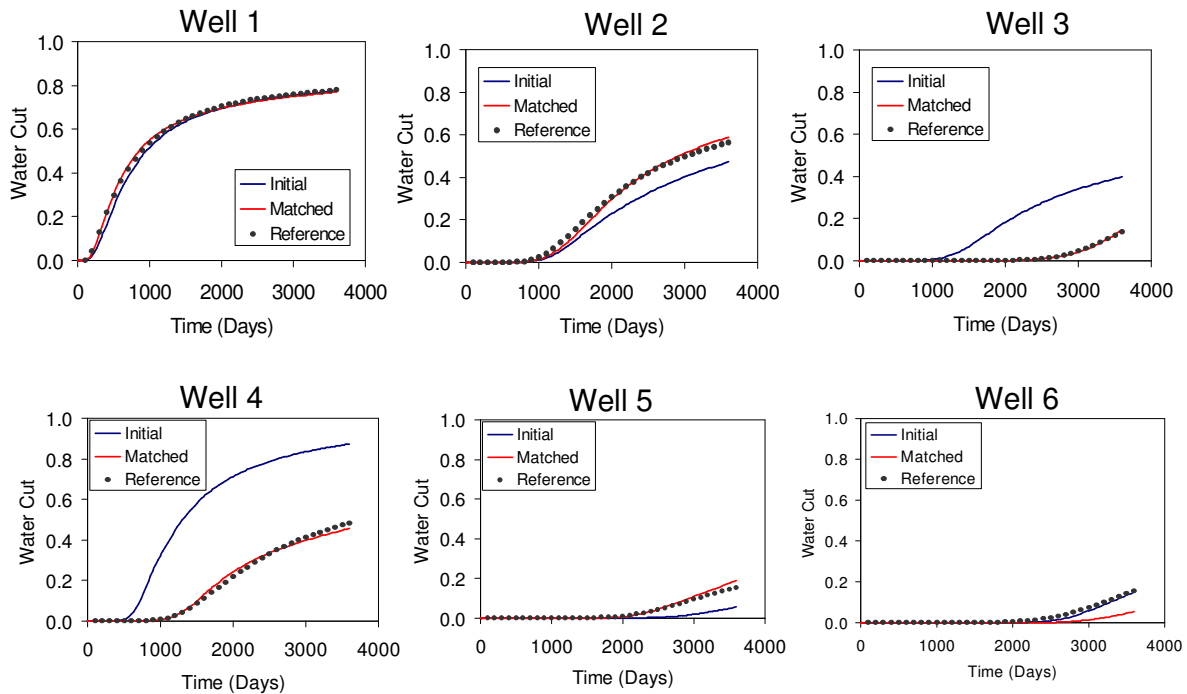 Well 1
1.0
0.8
0.6
0.4
0.2
0.0
Water Cut
Initial
Matched
Reference
0 1000 2000 3000 4000
Time (Days)
Well 2
1.0
0.8
0.6
0.4
0.2
0.0
Water Cut
Initial
Matched
Reference
0 1000 2000 3000 4000
Time (Days)
Well 3
1.0
0.8
0.6
0.4
0.2
0.0
Water Cut
Initial
Matched
Reference
0 1000 2000 3000 4000
Time (Days)
Well 4
1.0
0.8
0.6
0.4
0.2
0.0
Water Cut
Initial
Matched
Reference
0 1000 2000 3000 4000
Time (Days)
Well 5
1.0
0.8
0.6
0.4
0.2
0.0
Water Cut
Initial
Matched
Reference
0 1000 2000 3000 4000
Time (Days)
Well 6
1.0
0.8
0.6
0.4
0.2
0.0
Water Cut
Initial
Matched
Reference
0 1000 2000 3000 4000
Time (Days)